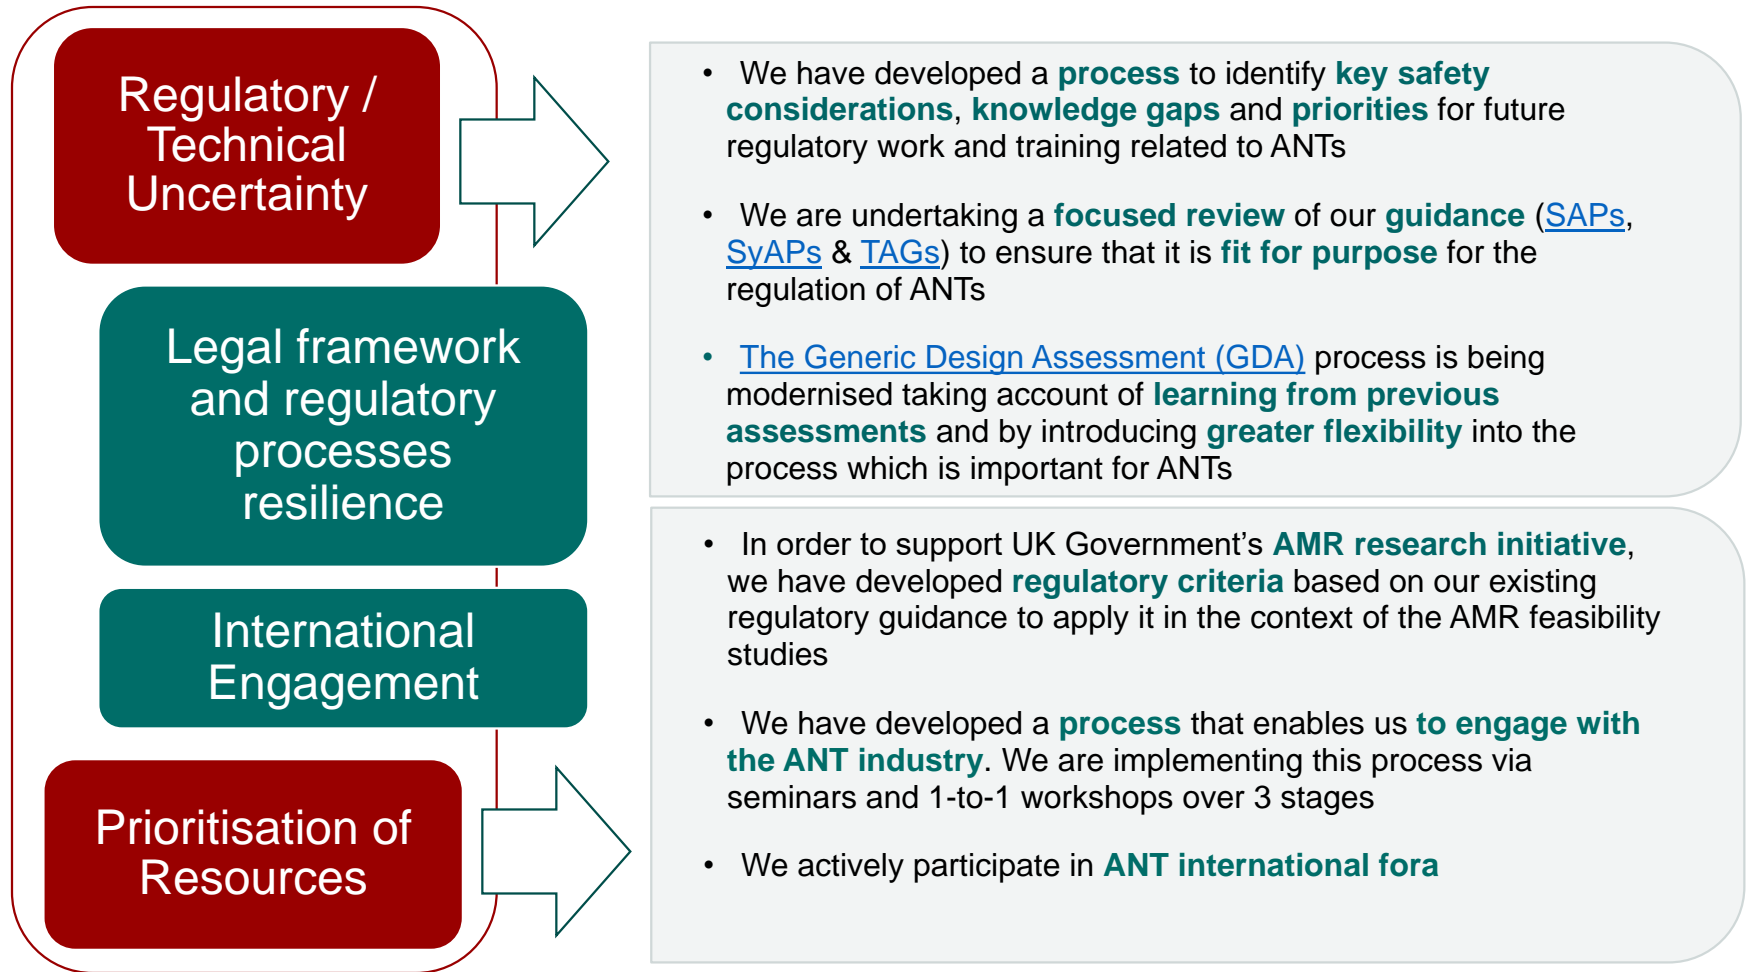 Regulatory /
Technical
Uncertainty
Legal framework
and regulatory
processes
resilience
International
Engagement
Prioritisation of
Resources
• We have developed a process to identify key safety
considerations, knowledge gaps and priorities for future
regulatory work and training related to ANTs
• We are undertaking a focused review of our guidance (SAPs,
SyAPs & TAGs) to ensure that it is fit for purpose for the
regulation of ANTs
• The Generic Design Assessment (GDA) process is being
modernised taking account of learning from previous
assessments and by introducing greater flexibility into the
process which is important for ANTs
• In order to support UK Government’s AMR research initiative,
we have developed regulatory criteria based on our existing
regulatory guidance to apply it in the context of the AMR feasibility
studies
• We have developed a process that enables us to engage with
the ANT industry. We are implementing this process via
seminars and 1-to-1 workshops over 3 stages
• We actively participate in ANT international fora